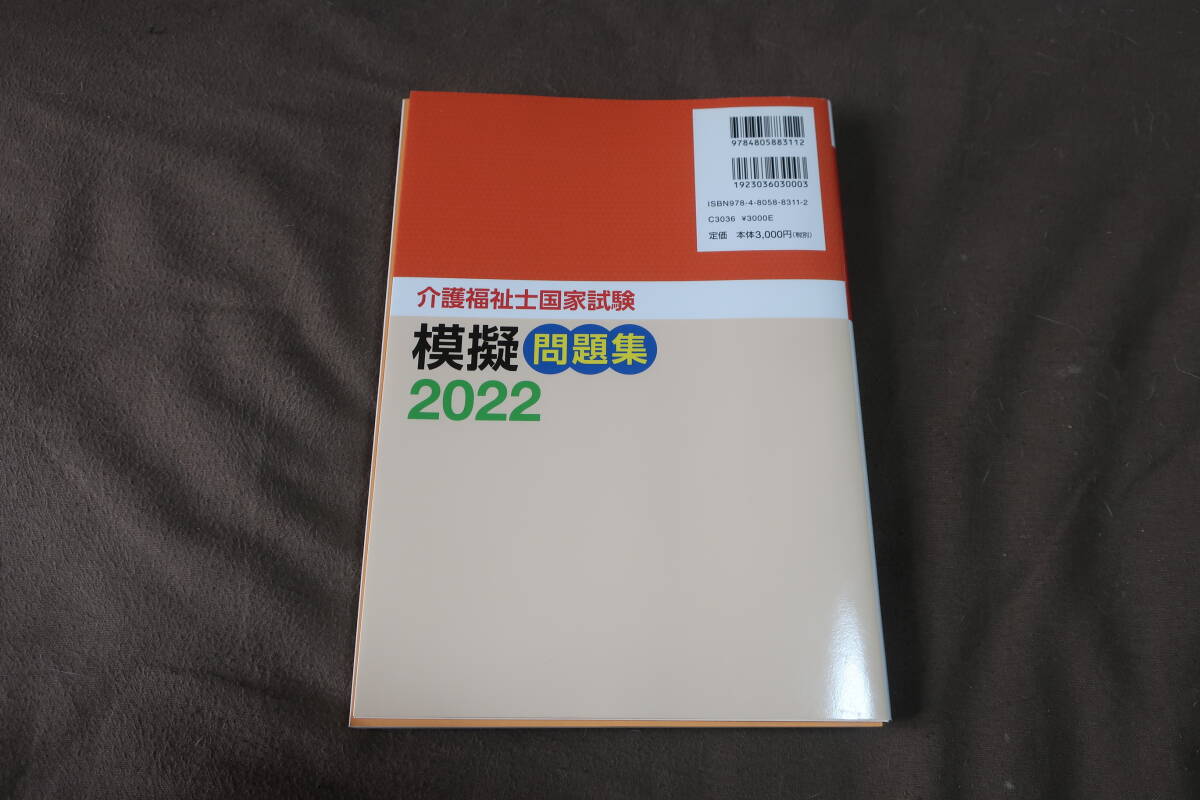 9784805883112
1923036030003
ISBN978-4-8058-8311-2
C3036 ¥3000E
定価 本体3,000円(税別)
介護福祉士国家試験
模擬問題集
2022